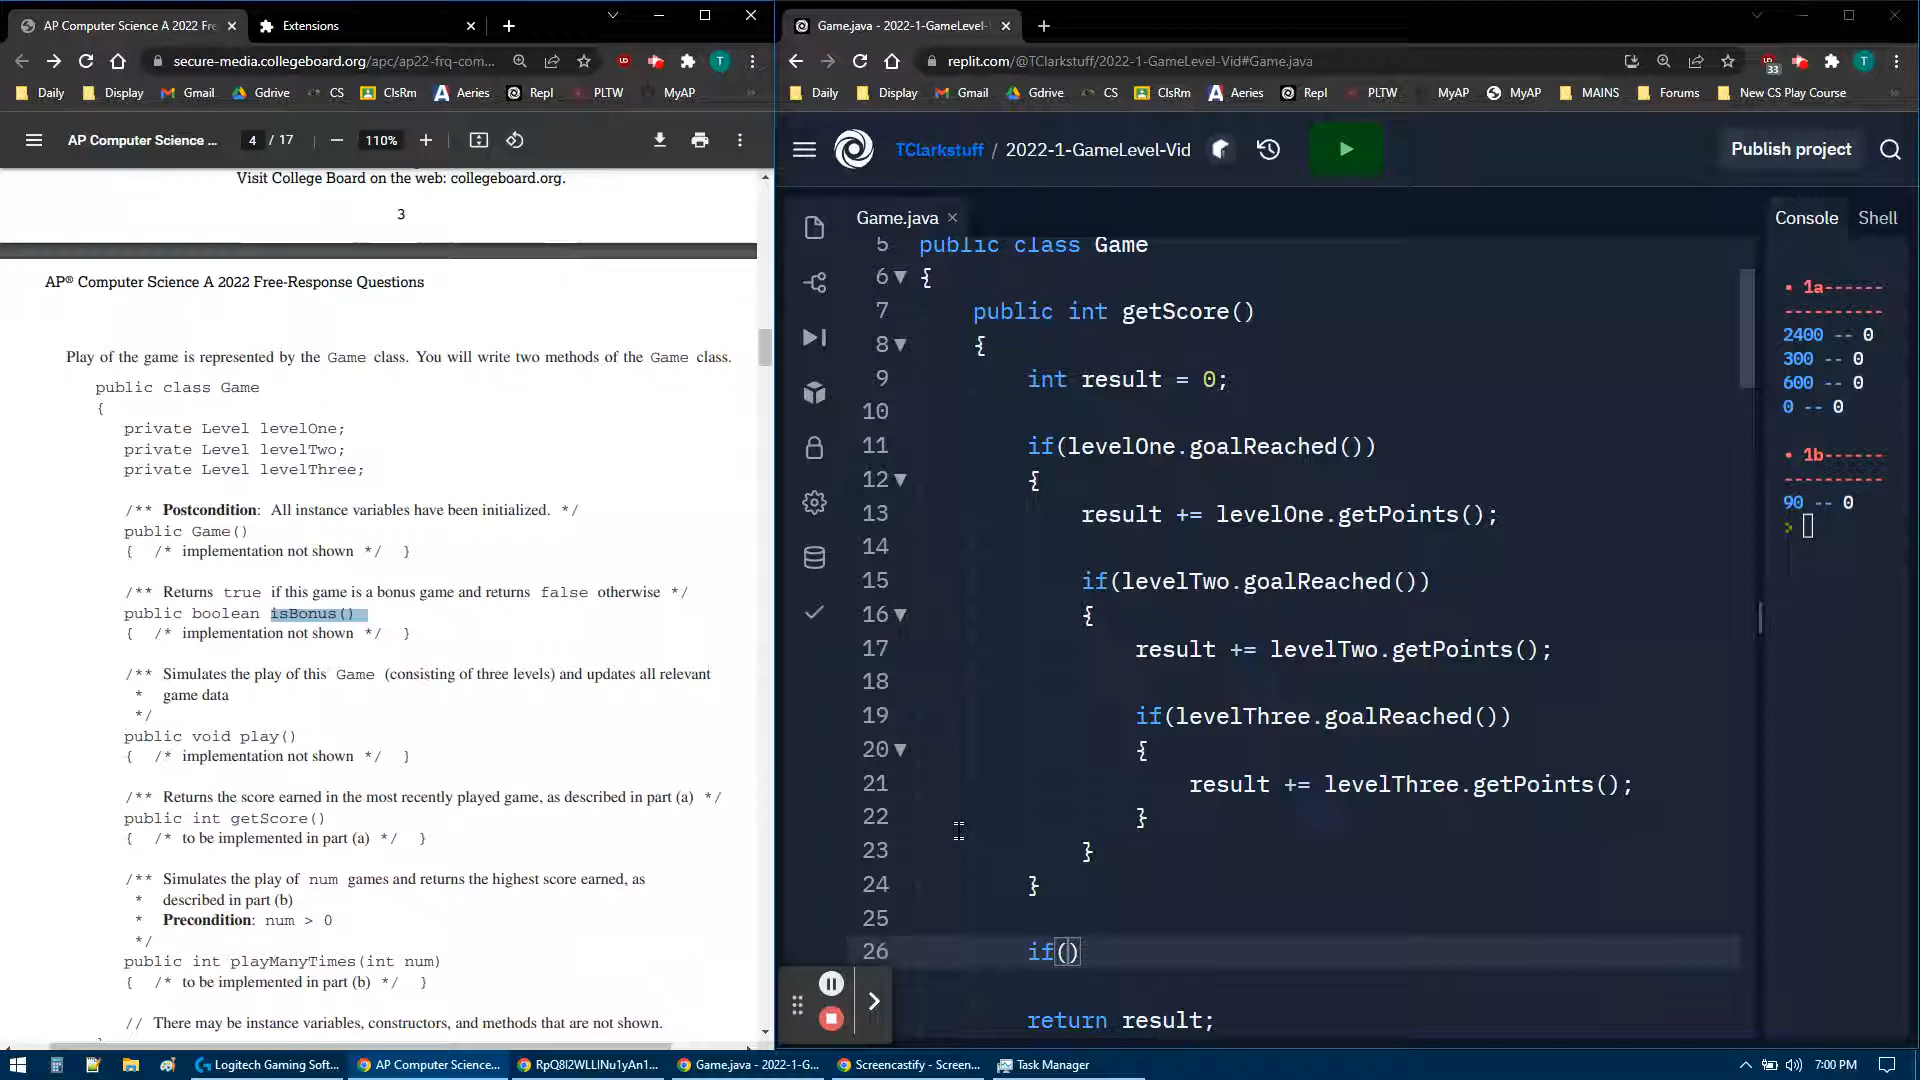 AP Computer Science A 2022 Fre
Extensions
secure-media.collegeboard.org/apc/ap22-frq-com...
T
Daily
Display
Gmail
Gdrive
CS
ClsRm
Aeries
Repl
PLTW
MyAP
AP Computer Science ...
4 / 17
110%
Visit College Board on the web: collegeboard.org.
3
AP® Computer Science A 2022 Free-Response Questions
Play of the game is represented by the Game class. You will write two methods of the Game class.
public class Game
{
private Level levelOne;
private Level levelTwo;
private Level levelThree;
/** Postcondition: All instance variables have been initialized. */
public Game()
{ /* implementation not shown */ }
/** Returns true if this game is a bonus game and returns false otherwise */
public boolean isBonus()
{ /* implementation not shown */ }
/** Simulates the play of this Game (consisting of three levels) and updates all relevant
* game data
*/
public void play()
{ /* implementation not shown */ }
/** Returns the score earned in the most recently played game, as described in part (a) */
public int getScore()
{ /* to be implemented in part (a) */ }
/** Simulates the play of num games and returns the highest score earned, as
* described in part (b)
* Precondition: num > 0
*/
public int playManyTimes(int num)
{ /* to be implemented in part (b) */ }
// There may be instance variables, constructors, and methods that are not shown.
Game.java - 2022-1-GameLevel-
replit.com/@TClarkstuff/2022-1-GameLevel-Vid#Game.java
33
T
Daily
Display
Gmail
Gdrive
CS
ClsRm
Aeries
Repl
PLTW
MyAP
MyAP
MAINS
Forums
New CS Play Course
TClarkstuff / 2022-1-GameLevel-Vid
Publish project
Game.java
5 public class Game
6 {
7 public int getScore()
8 {
9 int result = 0;
10
11 if(levelOne.goalReached())
12 {
13 result += levelOne.getPoints();
14
15 if(levelTwo.goalReached())
16 {
17 result += levelTwo.getPoints();
18
19 if(levelThree.goalReached())
20 {
21 result += levelThree.getPoints();
22 }
23 }
24 }
25
26 if()
return result;
Console
Shell
• 1a------
----------
2400 -- 0
300 -- 0
600 -- 0
0 -- 0
• 1b------
----------
90 -- 0
Logitech Gaming Soft...
AP Computer Science...
RpQ8l2WLLlNu1yAn1...
Game.java - 2022-1-G...
Screencastify - Screen...
Task Manager
7:00 PM